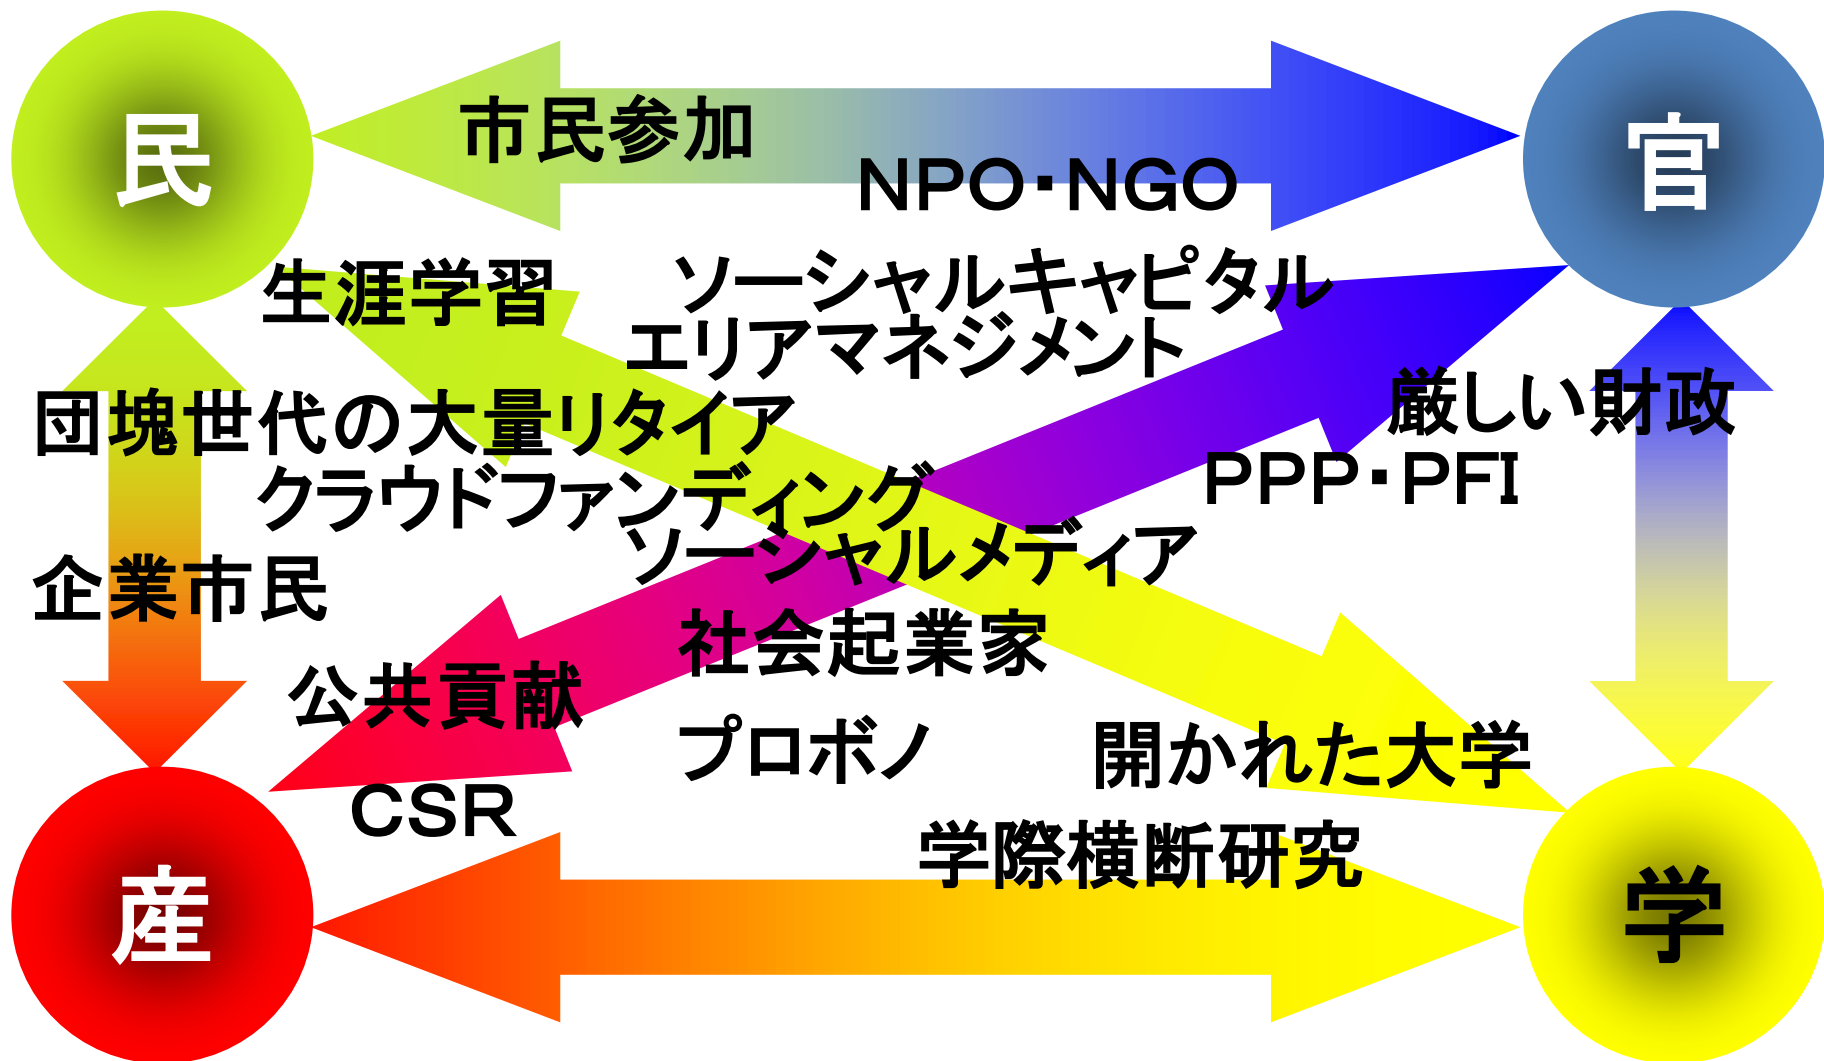 民
官
市民参加
NPO・NGO
生涯学習
ソーシャルキャピタル
エリアマネジメント
団塊世代の大量リタイア
厳しい財政
クラウドファンディング
PPP・PFI
ソーシャルメディア
企業市民
社会起業家
公共貢献
プロボノ
開かれた大学
CSR
学際横断研究
産
学